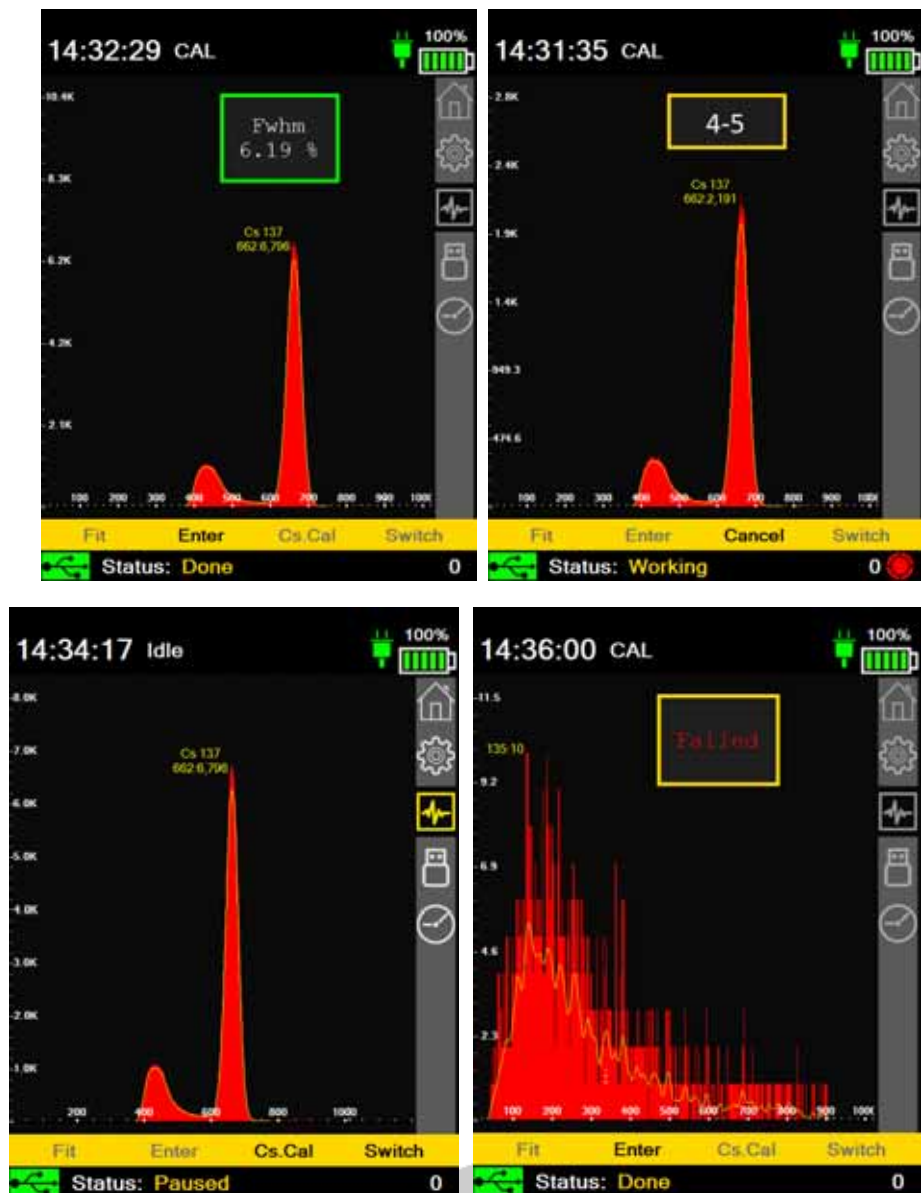 14:32:29 CAL 100%
10.4K
Fwhm
6.19 %
8.3K
Cs 137
662:6,796
6.2K
4.2K
2.1K
100 200 300 400 500 600 700 800 900 100
Fit Enter Cs.Cal Switch
Status: Done 0
14:31:35 CAL 100%
2.8K
4-5
2.4K
Cs 137
662:2,191
1.9K
1.4K
949.3
474.6
100 200 300 400 500 600 700 800 900 100
Fit Enter Cancel Switch
Status: Working 0
14:34:17 Idle 100%
8.0K
7.0K
Cs 137
662:6,796
6.0K
5.0K
4.0K
3.0K
2.0K
1.0K
200 400 600 800 1000
Fit Enter Cs.Cal Switch
Status: Paused 0
14:36:00 CAL 100%
11.5
Failed
135:10
9.2
6.9
4.6
2.3
100 200 300 400 500 600 700 800 900 100
Fit Enter Cs.Cal Switch
Status: Done 0